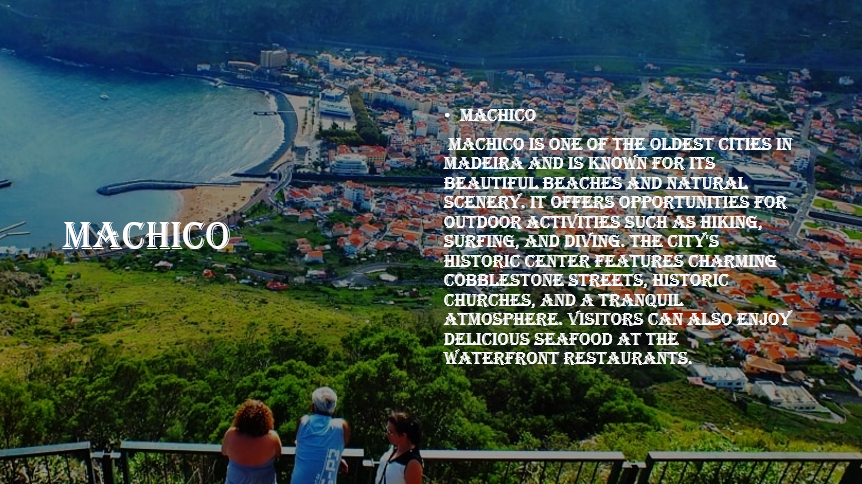 MACHICO
• MACHICO
MACHICO IS ONE OF THE OLDEST CITIES IN
MADEIRA AND IS KNOWN FOR ITS
BEAUTIFUL BEACHES AND NATURAL
SCENERY. IT OFFERS OPPORTUNITIES FOR
OUTDOOR ACTIVITIES SUCH AS HIKING,
SURFING, AND DIVING. THE CITY'S
HISTORIC CENTER FEATURES CHARMING
COBBLESTONE STREETS, HISTORIC
CHURCHES, AND A TRANQUIL
ATMOSPHERE. VISITORS CAN ALSO ENJOY
DELICIOUS SEAFOOD AT THE
WATERFRONT RESTAURANTS.